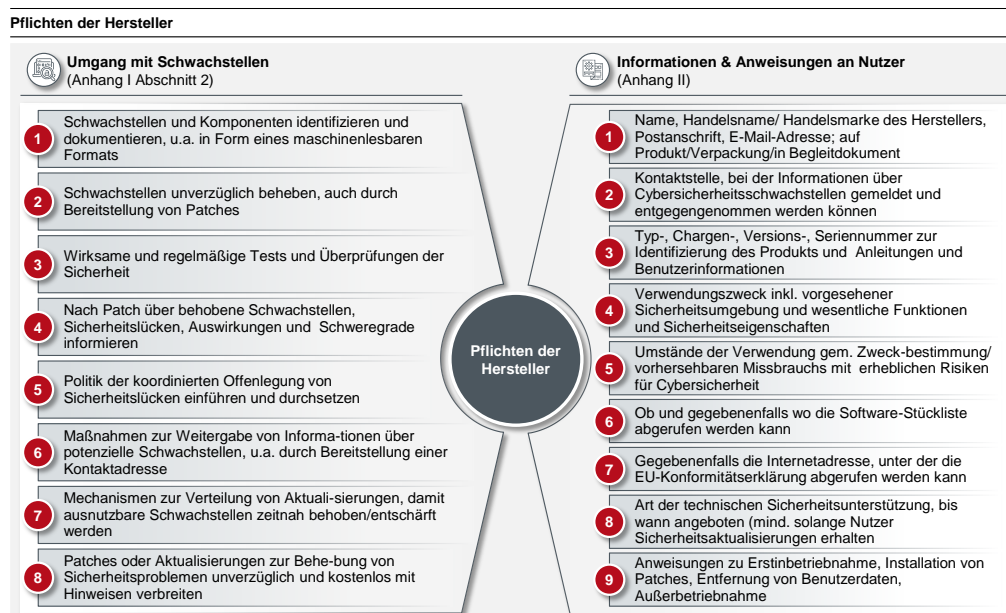 Pflichten der Hersteller
Umgang mit Schwachstellen
(Anhang I Abschnitt 2)
1
Schwachstellen und Komponenten identifizieren und
dokumentieren, u.a. in Form eines maschinenlesbaren
Formats
2
Schwachstellen unverzüglich beheben, auch durch
Bereitstellung von Patches
3
Wirksame und regelmäßige Tests und Überprüfungen der
Sicherheit
4
Nach Patch über behobene Schwachstellen,
Sicherheitslücken, Auswirkungen und  Schweregrade
informieren
5
Politik der koordinierten Offenlegung von
Sicherheitslücken einführen und durchsetzen
6
Maßnahmen zur Weitergabe von Informa-tionen über
potenzielle Schwachstellen, u.a. durch Bereitstellung einer
Kontaktadresse
7
Mechanismen zur Verteilung von Aktuali-sierungen, damit
ausnutzbare Schwachstellen zeitnah behoben/entschärft
werden
8
Patches oder Aktualisierungen zur Behe-bung von
Sicherheitsproblemen unverzüglich und kostenlos mit
Hinweisen verbreiten
Pflichten der
Hersteller
Informationen & Anweisungen an Nutzer
(Anhang II)
1
Name, Handelsname/ Handelsmarke des Herstellers,
Postanschrift, E-Mail-Adresse; auf
Produkt/Verpackung/in Begleitdokument
2
Kontaktstelle, bei der Informationen über
Cybersicherheitsschwachstellen gemeldet und
entgegengenommen werden können
3
Typ-, Chargen-, Versions-, Seriennummer zur
Identifizierung des Produkts und  Anleitungen und
Benutzerinformationen
4
Verwendungszweck inkl. vorgesehener
Sicherheitsumgebung und wesentliche Funktionen
und Sicherheitseigenschaften
5
Umstände der Verwendung gem. Zweck-bestimmung/
vorhersehbaren Missbrauchs mit  erheblichen Risiken
für Cybersicherheit
6
Ob und gegebenenfalls wo die Software-Stückliste
abgerufen werden kann
7
Gegebenenfalls die Internetadresse, unter der die
EU-Konformitätserklärung abgerufen werden kann
8
Art der technischen Sicherheitsunterstützung, bis
wann angeboten (mind. solange Nutzer
Sicherheitsaktualisierungen erhalten
9
Anweisungen zu Erstinbetriebnahme, Installation von
Patches, Entfernung von Benutzerdaten,
Außerbetriebnahme